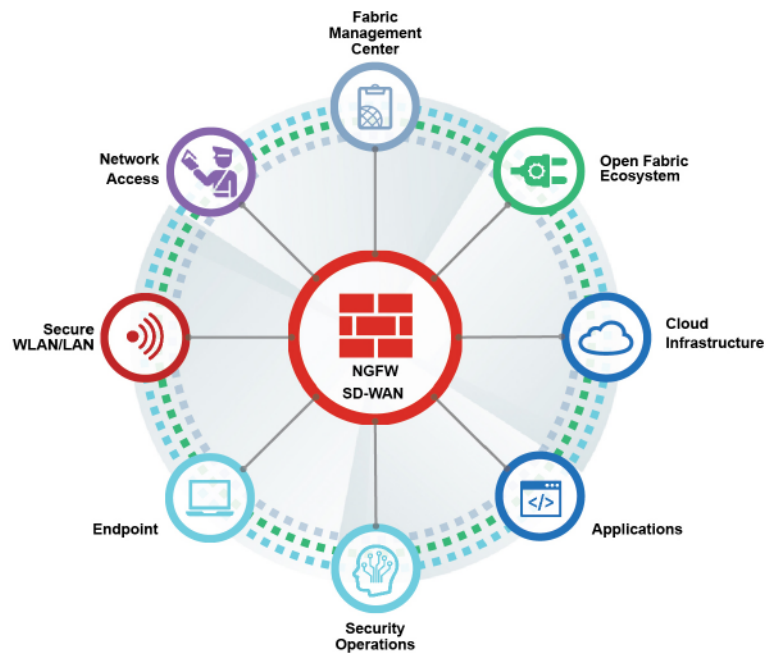 Fabric
Management
Center
Network
Access
Open Fabric
Ecosystem
Secure
WLAN/LAN
NGFW
SD-WAN
Cloud
Infrastructure
Endpoint
</>
Applications
Security
Operations